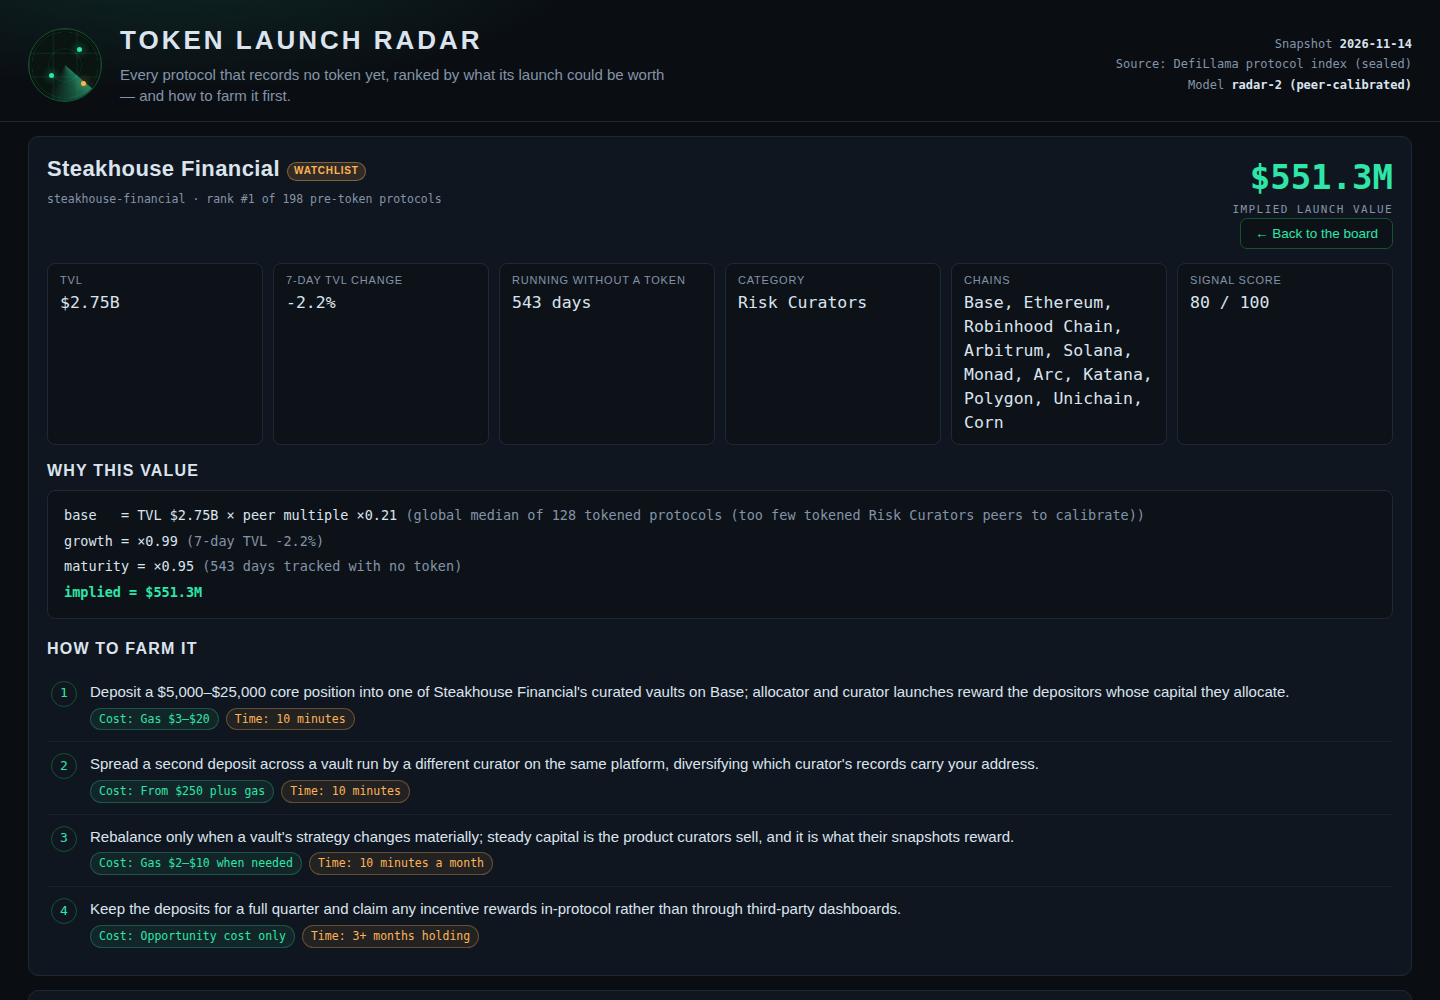 TOKEN LAUNCH RADAR
Every protocol that records no token yet, ranked by what its launch could be worth
— and how to farm it first.
Snapshot 2026-11-14
Source: DefiLlama protocol index (sealed)
Model radar-2 (peer-calibrated)
Steakhouse Financial WATCHLIST
steakhouse-financial · rank #1 of 198 pre-token protocols
$551.3M
IMPLIED LAUNCH VALUE
← Back to the board
TVL
$2.75B
7-DAY TVL CHANGE
-2.2%
RUNNING WITHOUT A TOKEN
543 days
CATEGORY
Risk Curators
CHAINS
Base, Ethereum,
Robinhood Chain,
Arbitrum, Solana,
Monad, Arc, Katana,
Polygon, Unichain,
Corn
SIGNAL SCORE
80 / 100
WHY THIS VALUE
base = TVL $2.75B × peer multiple ×0.21 (global median of 128 tokened protocols (too few tokened Risk Curators peers to calibrate))
growth = ×0.99 (7-day TVL -2.2%)
maturity = ×0.95 (543 days tracked with no token)
implied = $551.3M
HOW TO FARM IT
1 Deposit a $5,000–$25,000 core position into one of Steakhouse Financial's curated vaults on Base; allocator and curator launches reward the depositors whose capital they allocate.
Cost: Gas $3–$20 Time: 10 minutes
2 Spread a second deposit across a vault run by a different curator on the same platform, diversifying which curator's records carry your address.
Cost: From $250 plus gas Time: 10 minutes
3 Rebalance only when a vault's strategy changes materially; steady capital is the product curators sell, and it is what their snapshots reward.
Cost: Gas $2–$10 when needed Time: 10 minutes a month
4 Keep the deposits for a full quarter and claim any incentive rewards in-protocol rather than through third-party dashboards.
Cost: Opportunity cost only Time: 3+ months holding